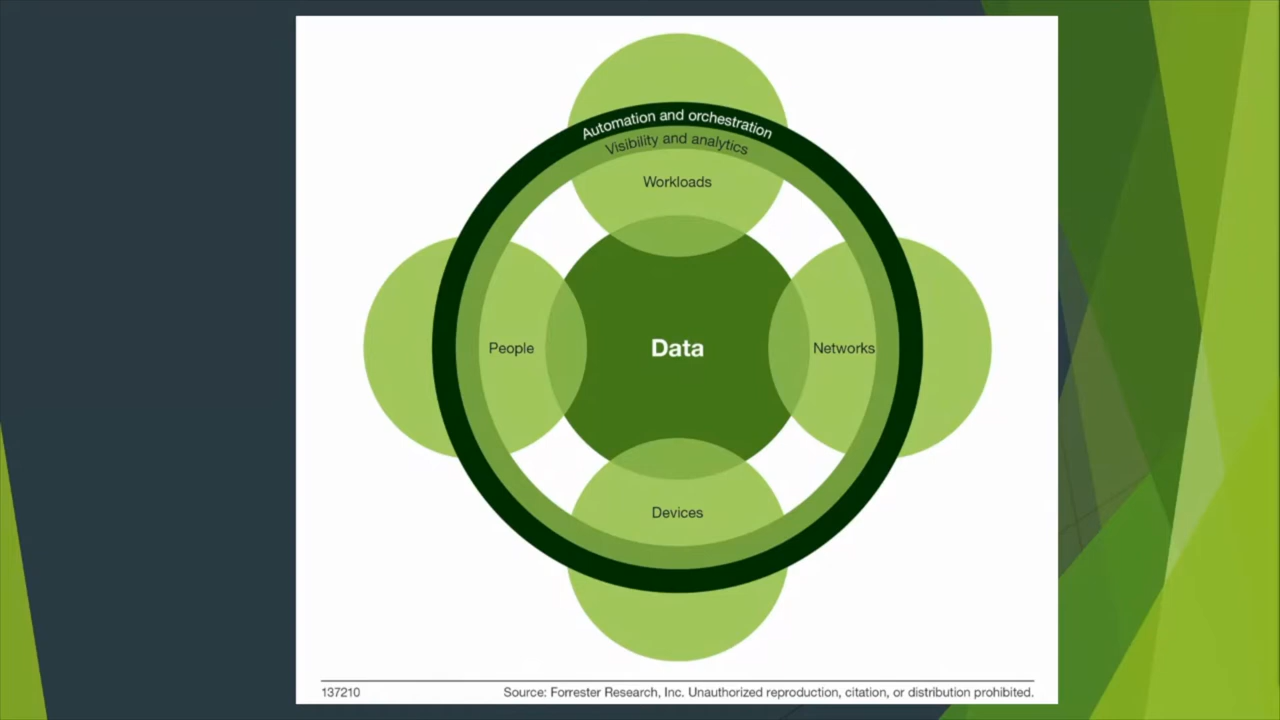 Automation and orchestration
Visibility and analytics
Workloads
People
Data
Networks
Devices
137210
Source: Forrester Research, Inc. Unauthorized reproduction, citation, or distribution prohibited.